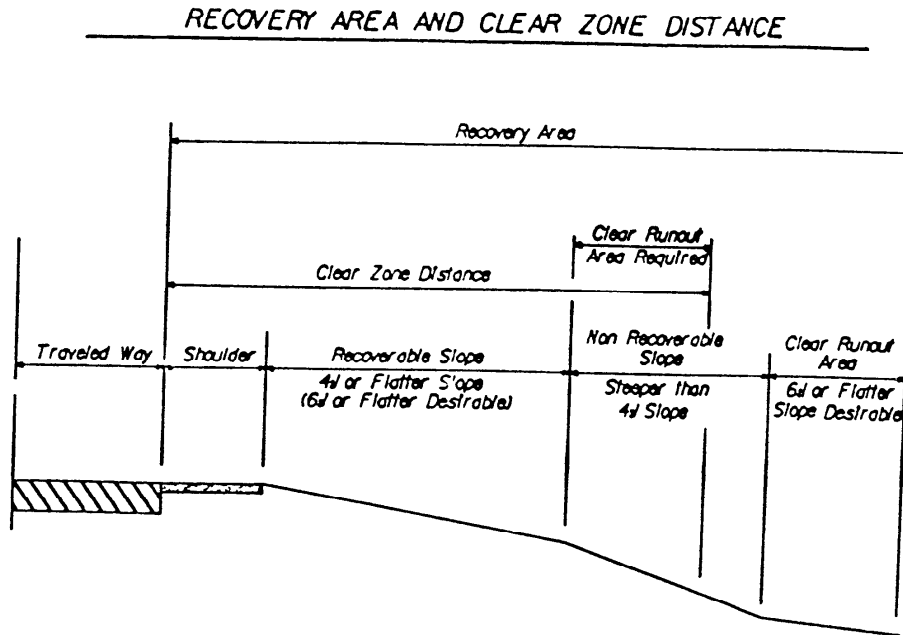 RECOVERY AREA AND CLEAR ZONE DISTANCE
Recovery Area
Clear Runout
Area Required
Clear Zone Distance
Traveled Way
Shoulder
Recoverable Slope
4:1 or Flatter Slope
(6:1 or Flatter Desirable)
Non Recoverable
Slope
Steeper than
4:1 Slope
Clear Runout
Area
6:1 or Flatter
Slope Desirable